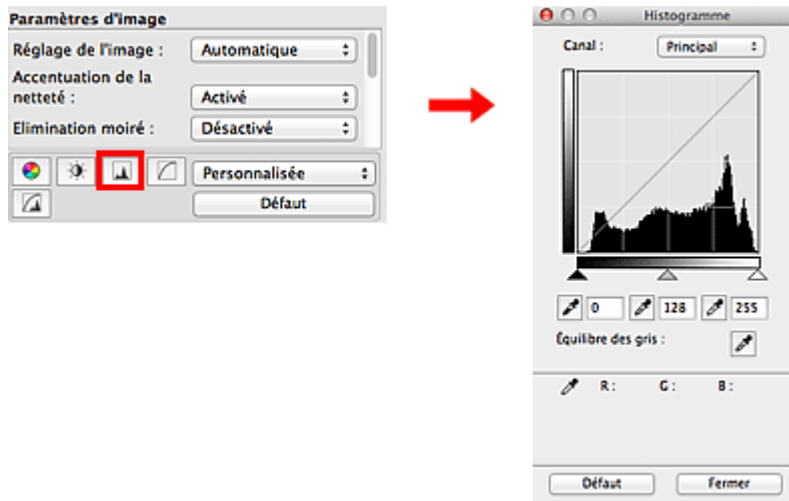 Paramètres d'image
Réglage de l'image : Automatique
Accentuation de la
netteté : Activé
Elimination moiré : Désactivé
Personnalisée
Défaut
Histogramme
Canal : Principal
0 128 255
Équilibre des gris :
R: G: B:
Défaut Fermer